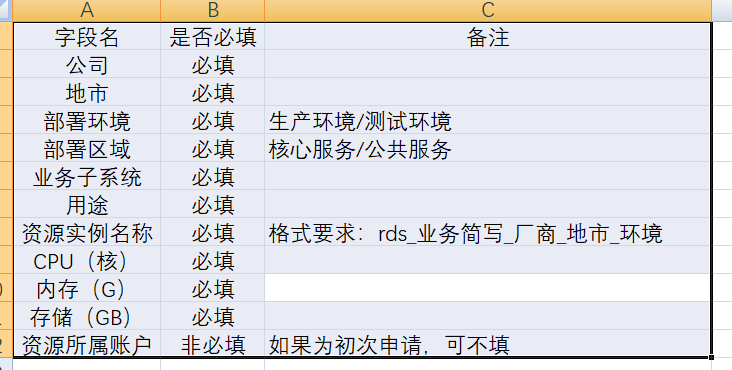 A B C
字段名 是否必填 备注
公司 必填
地市 必填
部署环境 必填 生产环境/测试环境
部署区域 必填 核心服务/公共服务
业务子系统 必填
用途 必填
资源实例名称 必填 格式要求：rds_业务简写_厂商_地市_环境
CPU（核） 必填
内存（G） 必填
存储（GB） 必填
资源所属账户 非必填 如果为初次申请，可不填